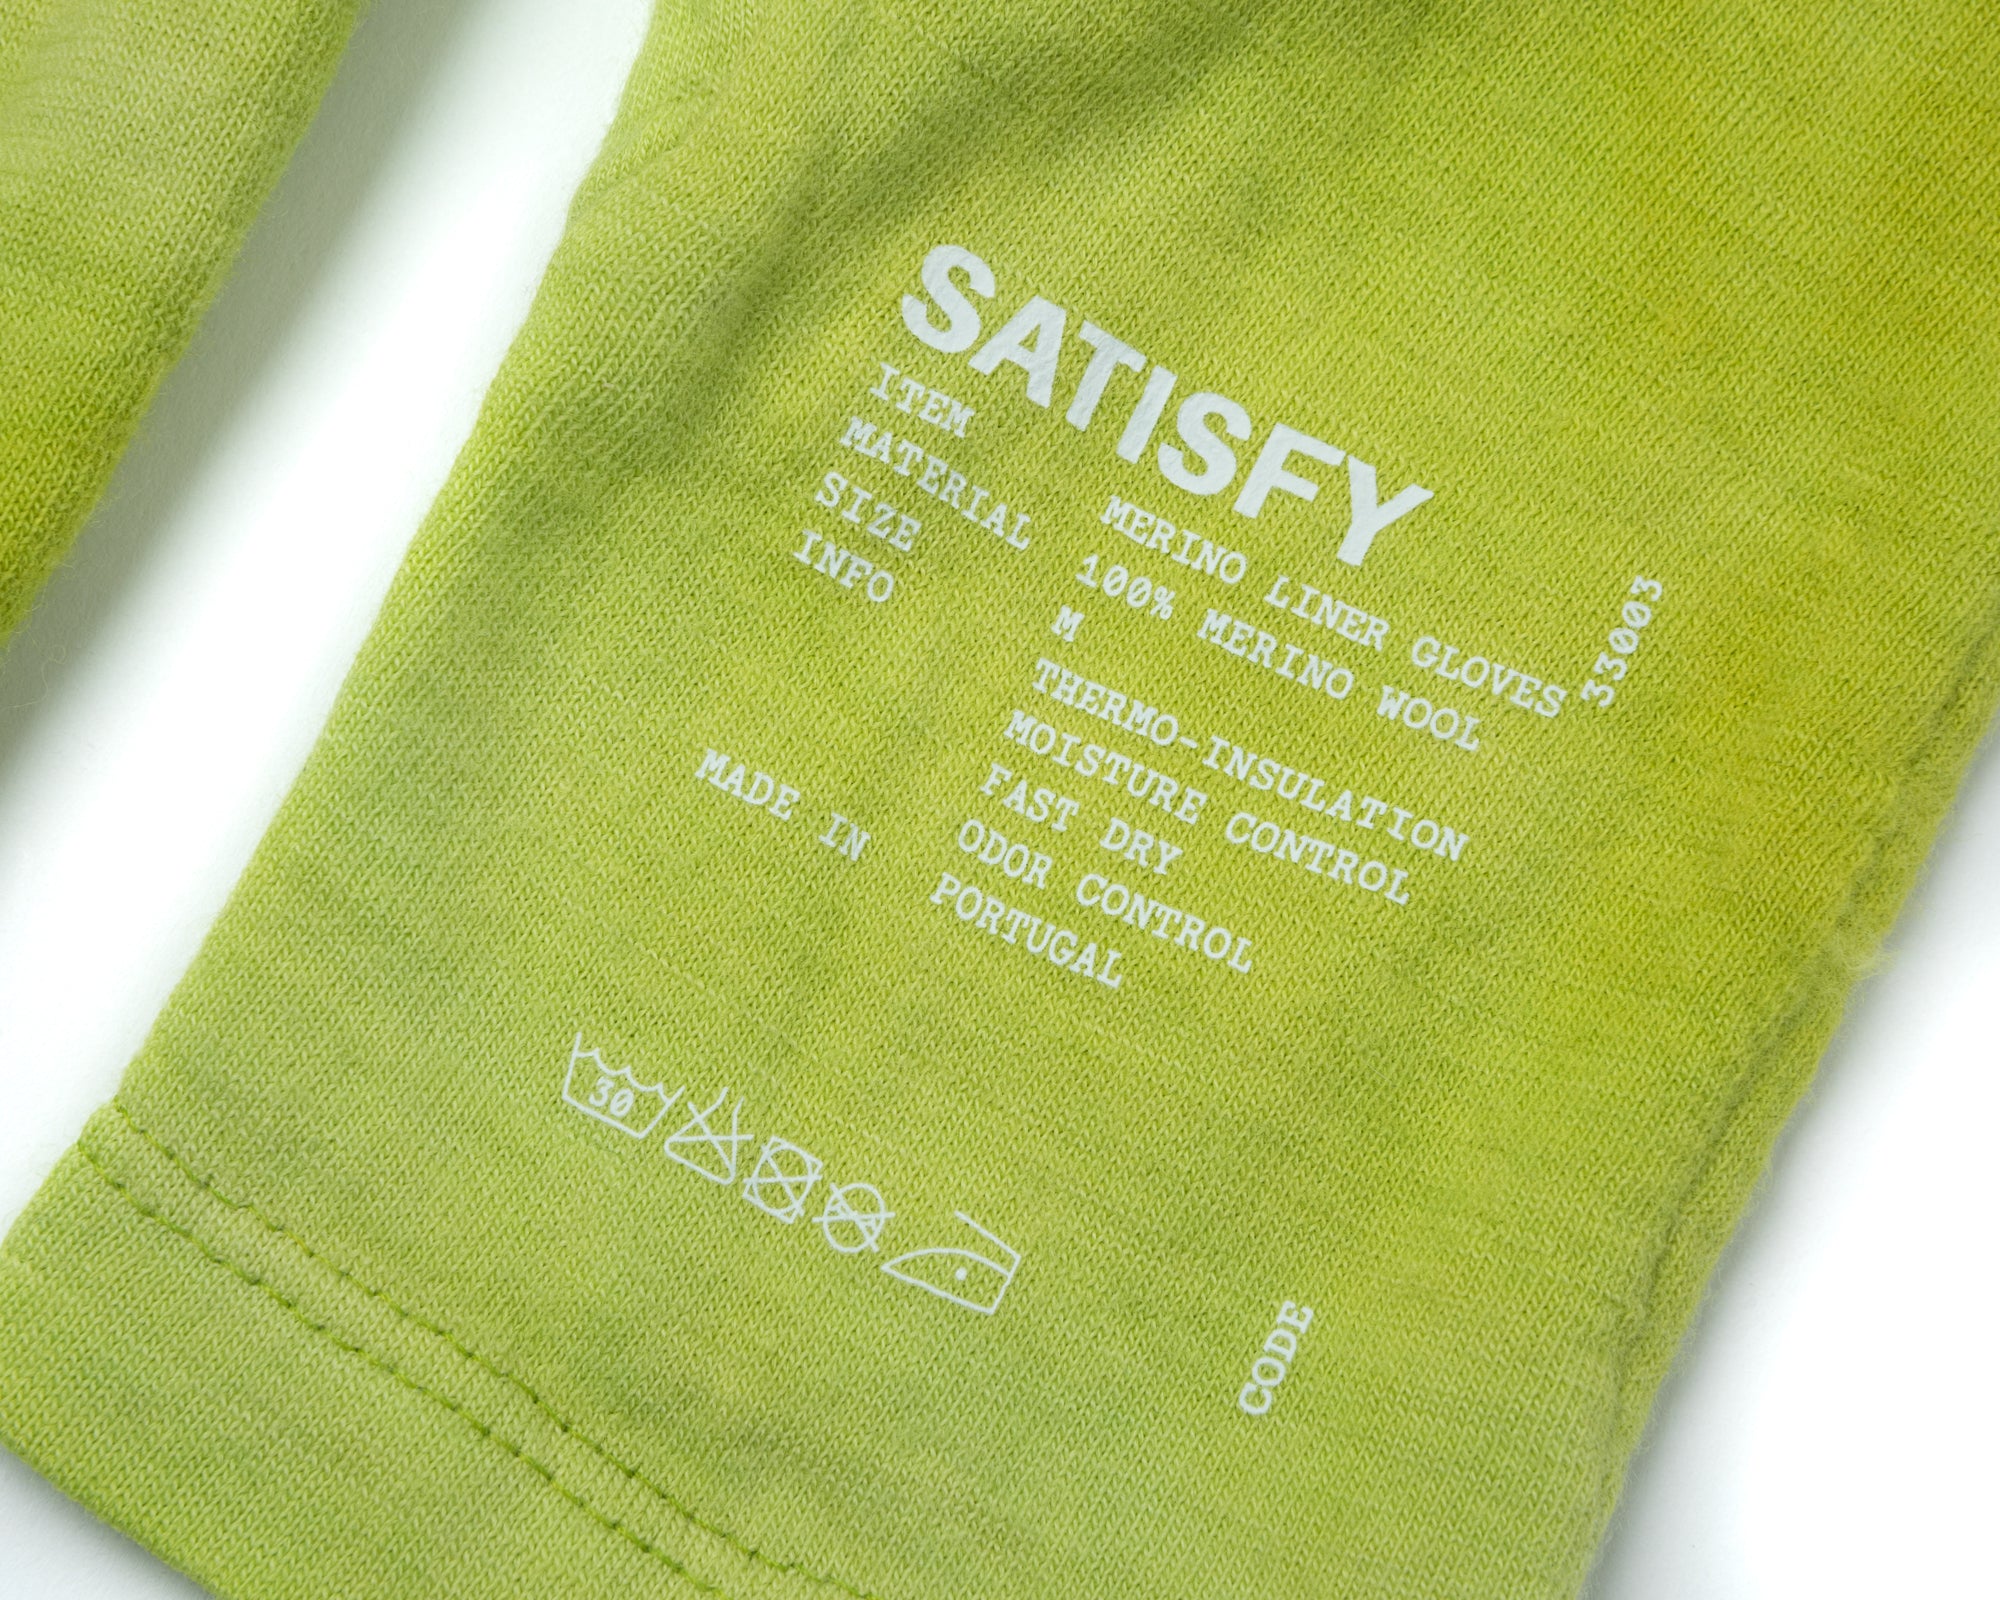 SATISFY
ITEM MERINO LINER GLOVES
MATERIAL 100% MERINO WOOL
SIZE M
INFO THERMO-INSULATION
MOISTURE CONTROL
FAST DRY
ODOR CONTROL
MADE IN PORTUGAL
30
CODE 33003